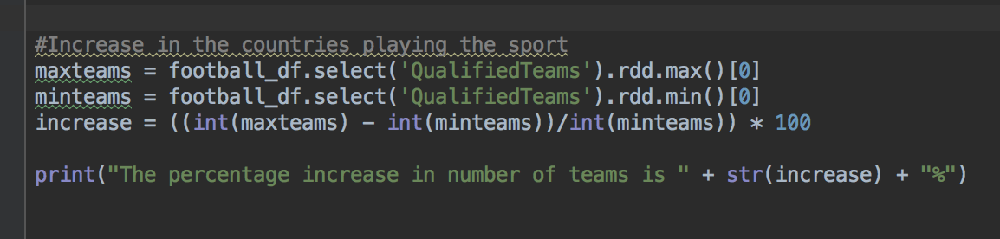 #Increase in the countries playing the sport
maxteams = football_df.select('QualifiedTeams').rdd.max()[0]
minteams = football_df.select('QualifiedTeams').rdd.min()[0]
increase = ((int(maxteams) - int(minteams))/int(minteams)) * 100
print("The percentage increase in number of teams is " + str(increase) + "%")